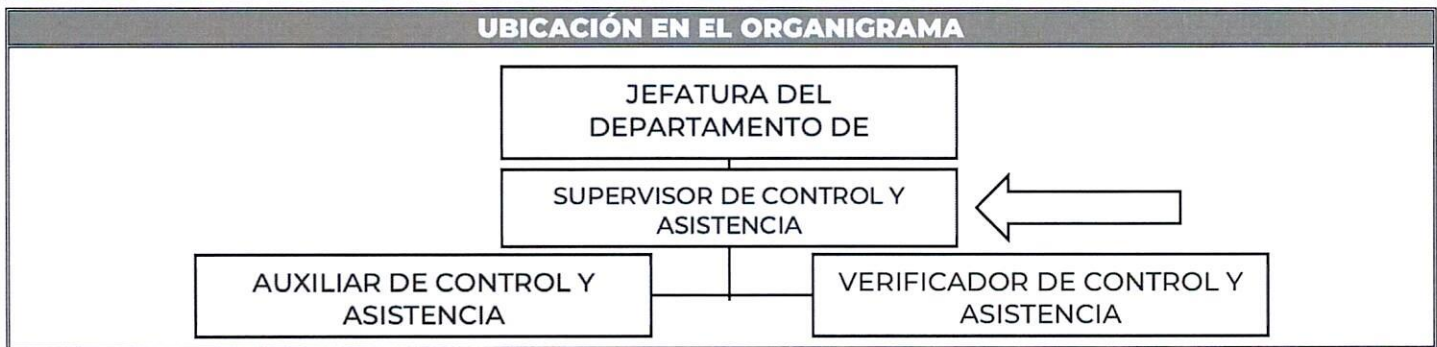 UBICACIÓN EN EL ORGANIGRAMA
JEFATURA DEL
DEPARTAMENTO DE
SUPERVISOR DE CONTROL Y
ASISTENCIA
AUXILIAR DE CONTROL Y
ASISTENCIA
VERIFICADOR DE CONTROL Y
ASISTENCIA